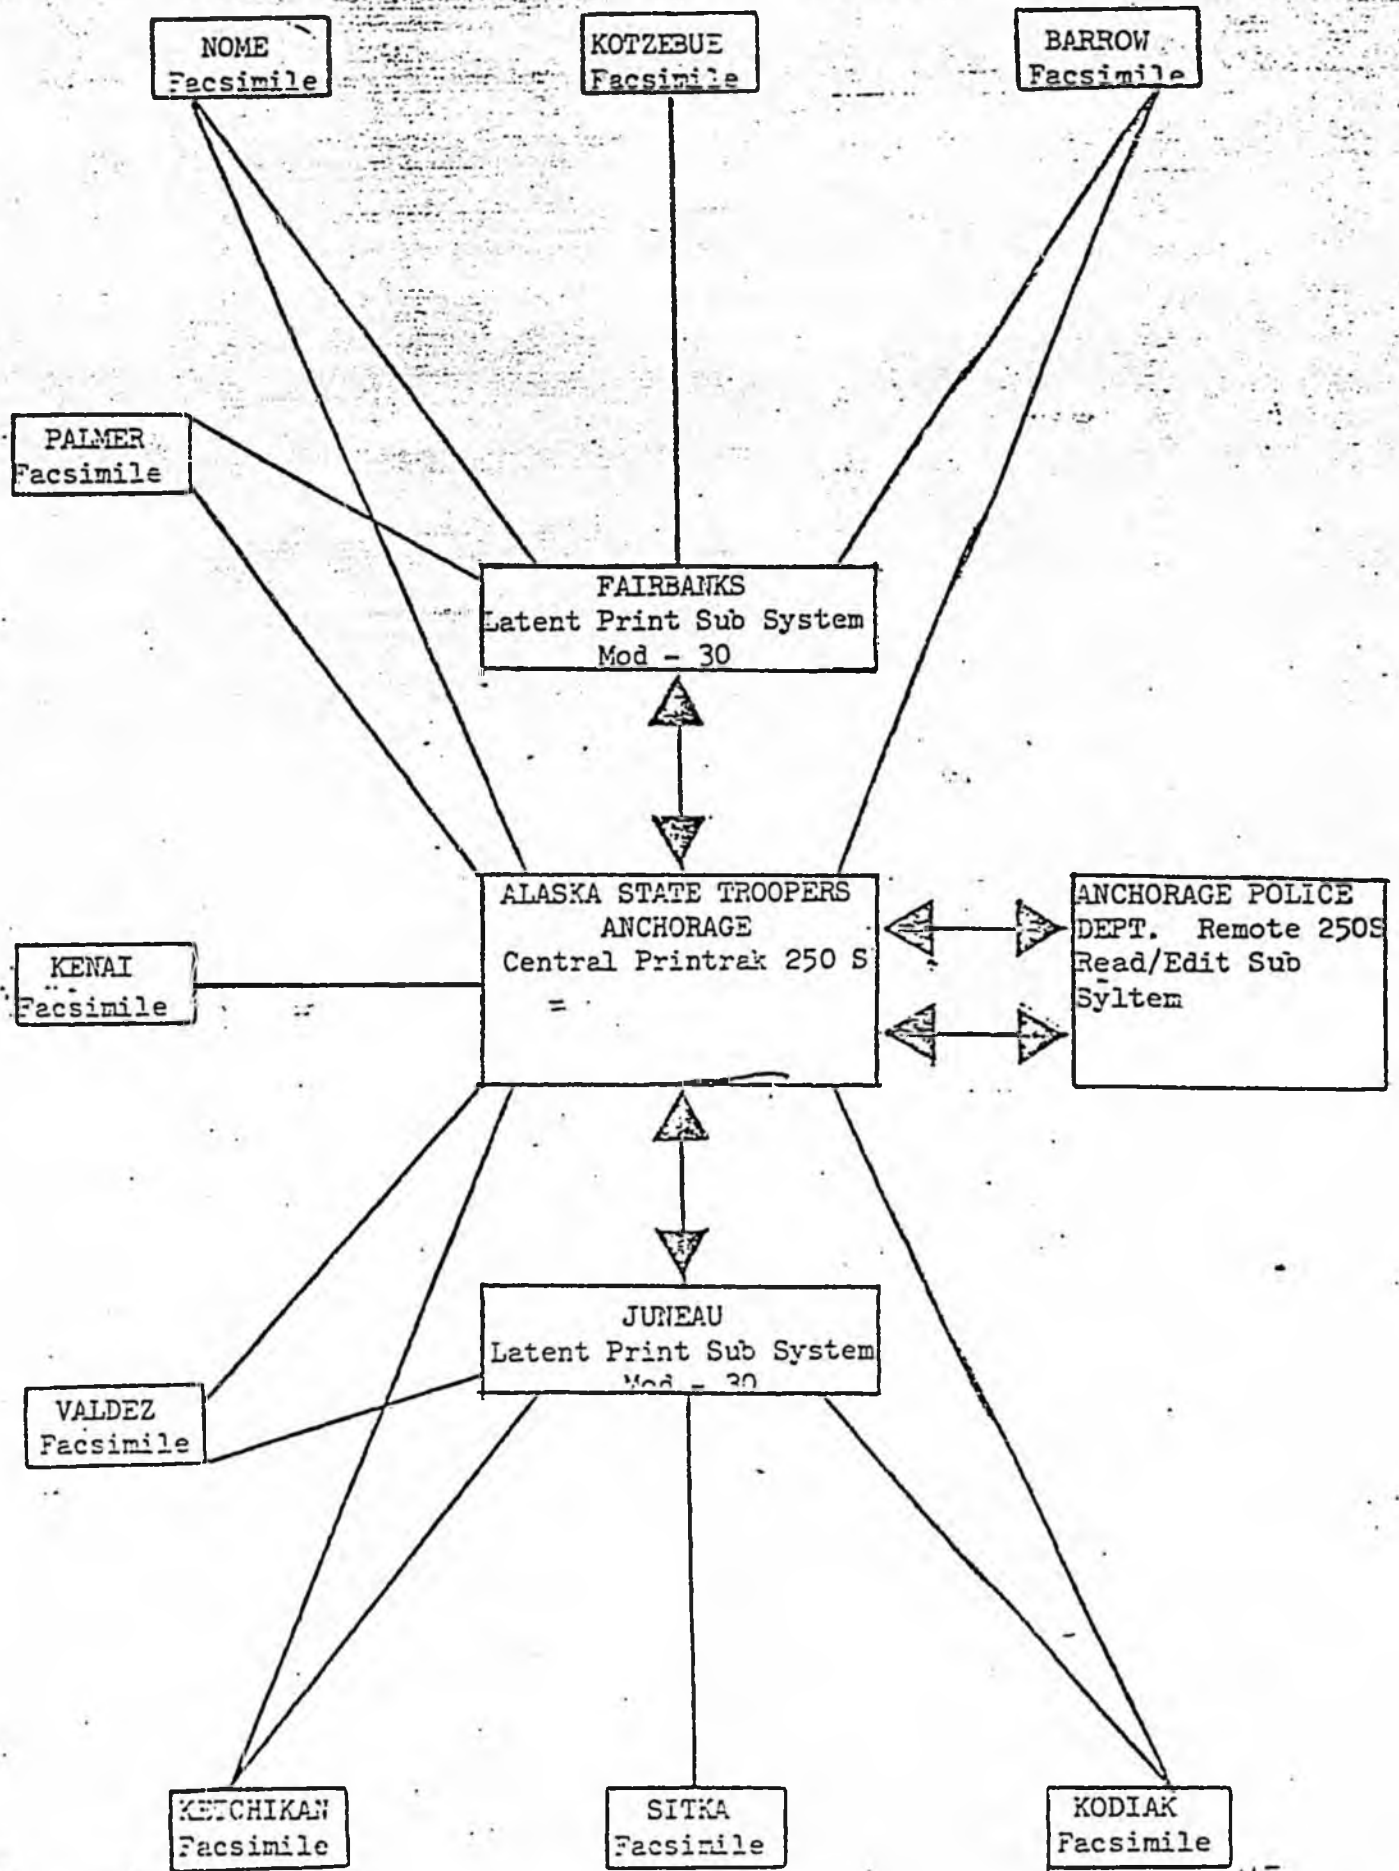 NOME
Facsimile
KOTZEBUE
Facsimile
BARROW
Facsimile
PALMER
Facsimile
FAIRBANKS
Latent Print Sub System
Mod - 30
ALASKA STATE TROOPERS
ANCHORAGE
Central Printrak 250 S
=
ANCHORAGE POLICE
DEPT. Remote 250S
Read/Edit Sub
Syltem
KENAI
Facsimile
JUNEAU
Latent Print Sub System
Mod - 30
VALDEZ
Facsimile
KETCHIKAN
Facsimile
SITKA
Facsimile
KODIAK
Facsimile